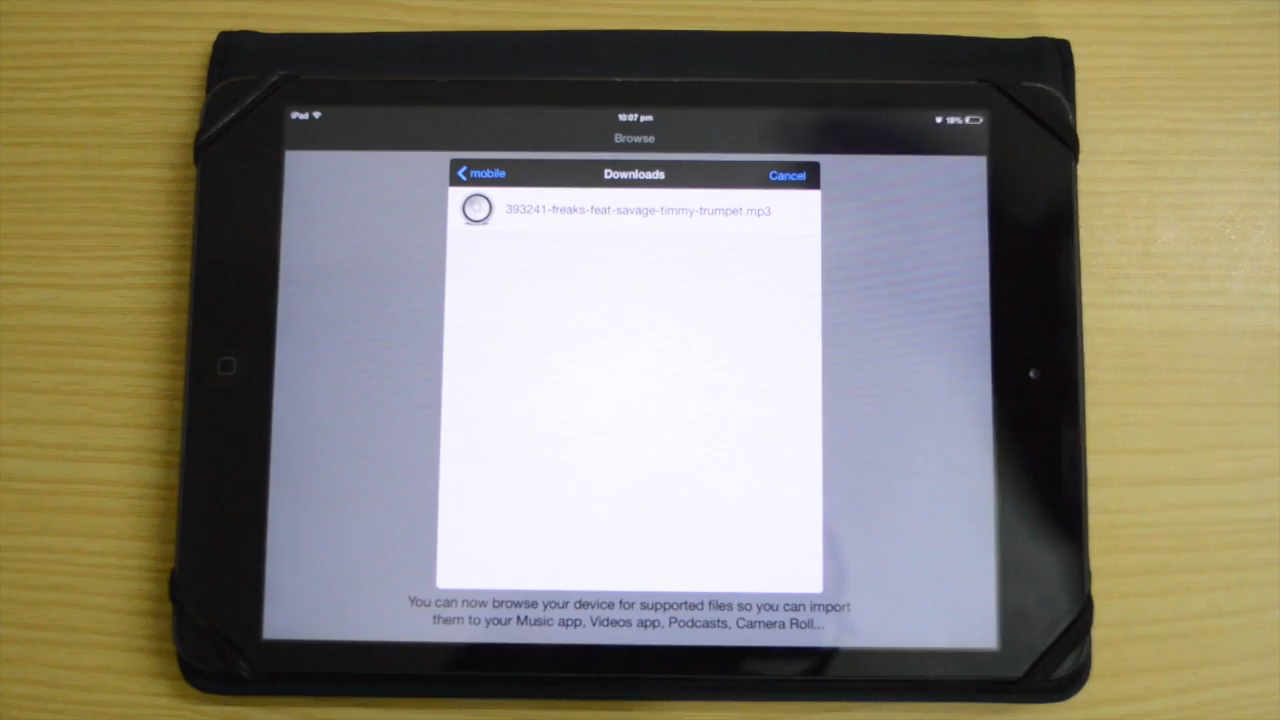 iPad
10:07 pm
15%
Browse
mobile
Downloads
Cancel
393241-freaks-feat-savage-timmy-trumpet.mp3
You can now browse your device for supported files so you can import
them to your Music app, Videos app, Podcasts, Camera Roll...